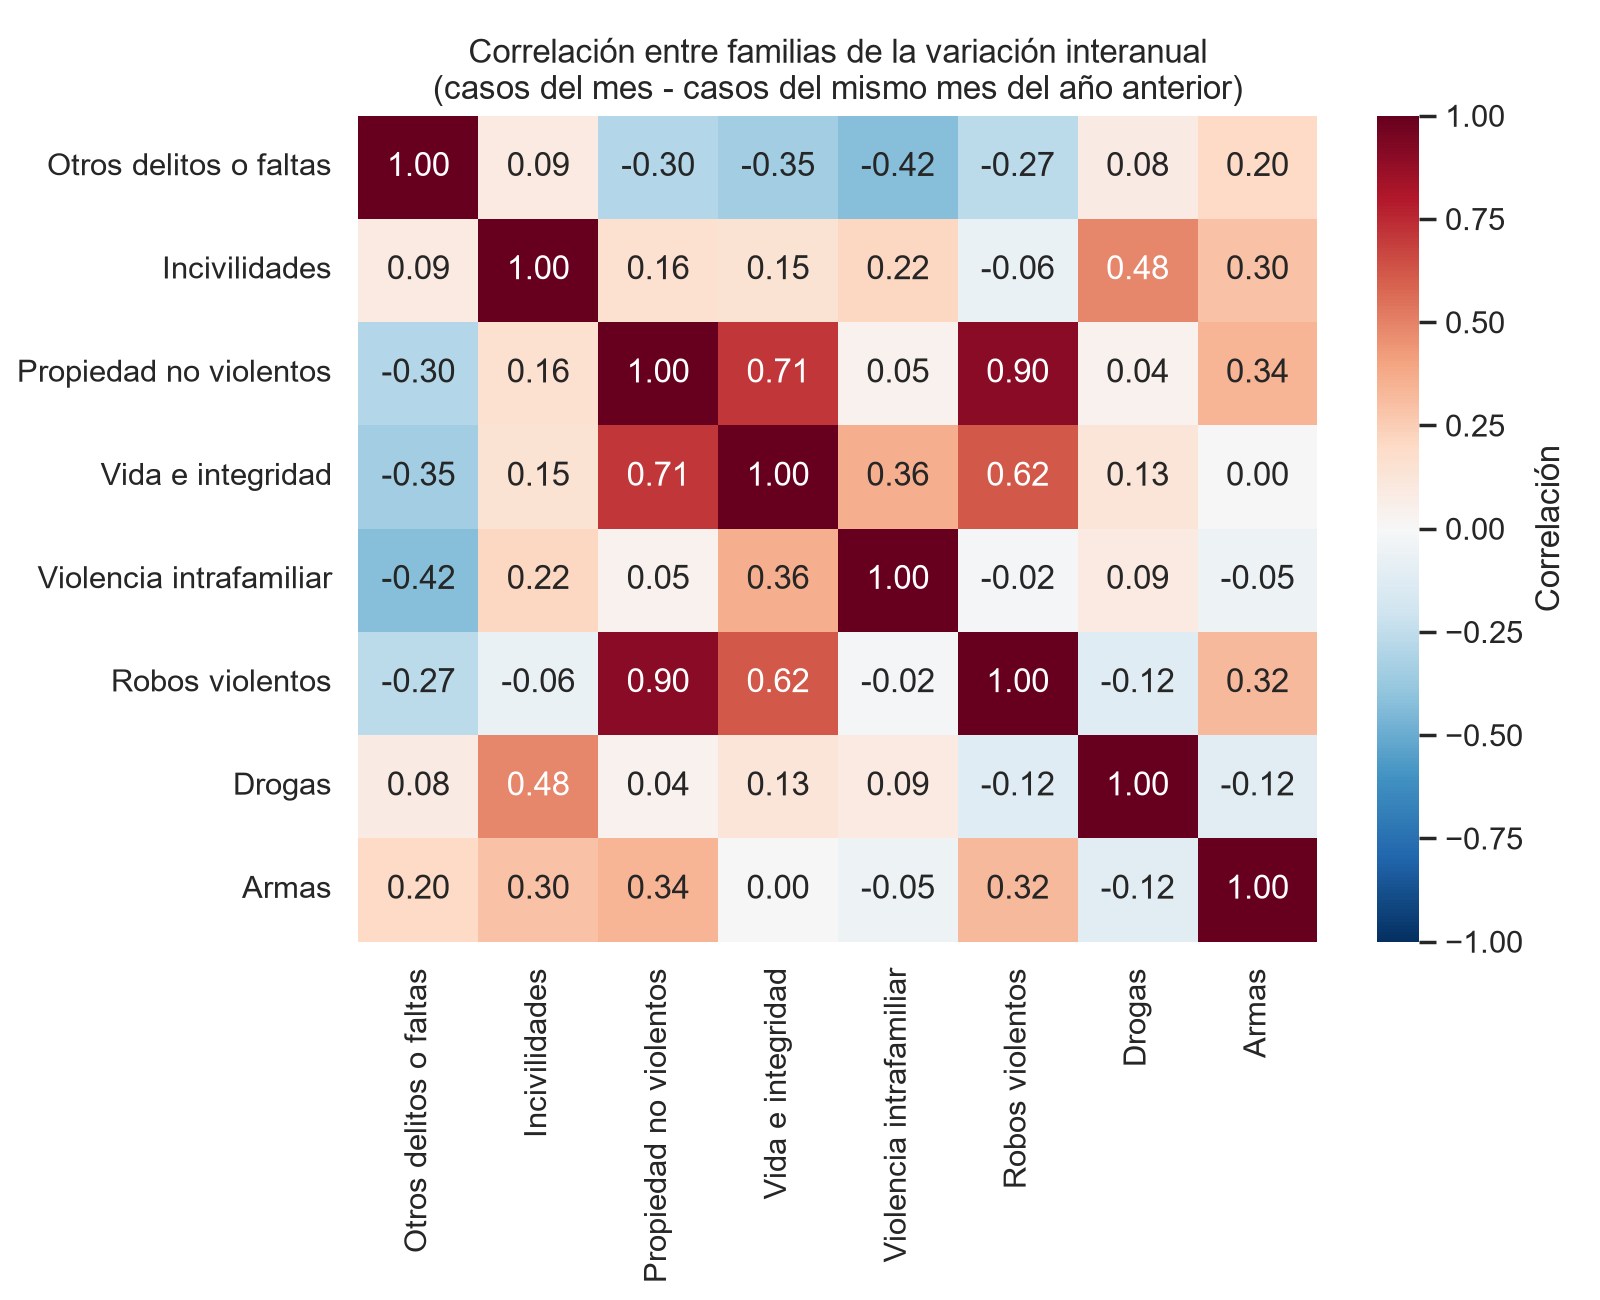 Correlación entre familias de la variación interanual
(casos del mes - casos del mismo mes del año anterior)
Otros delitos o faltas 1.00 0.09 -0.30 -0.35 -0.42 -0.27 0.08 0.20
Incivilidades 0.09 1.00 0.16 0.15 0.22 -0.06 0.48 0.30
Propiedad no violentos -0.30 0.16 1.00 0.71 0.05 0.90 0.04 0.34
Vida e integridad -0.35 0.15 0.71 1.00 0.36 0.62 0.13 0.00
Violencia intrafamiliar -0.42 0.22 0.05 0.36 1.00 -0.02 0.09 -0.05
Robos violentos -0.27 -0.06 0.90 0.62 -0.02 1.00 -0.12 0.32
Drogas 0.08 0.48 0.04 0.13 0.09 -0.12 1.00 -0.12
Armas 0.20 0.30 0.34 0.00 -0.05 0.32 -0.12 1.00
Otros delitos o faltas
Incivilidades
Propiedad no violentos
Vida e integridad
Violencia intrafamiliar
Robos violentos
Drogas
Armas
1.00
0.75
0.50
0.25
0.00
−0.25
−0.50
−0.75
−1.00
Correlación